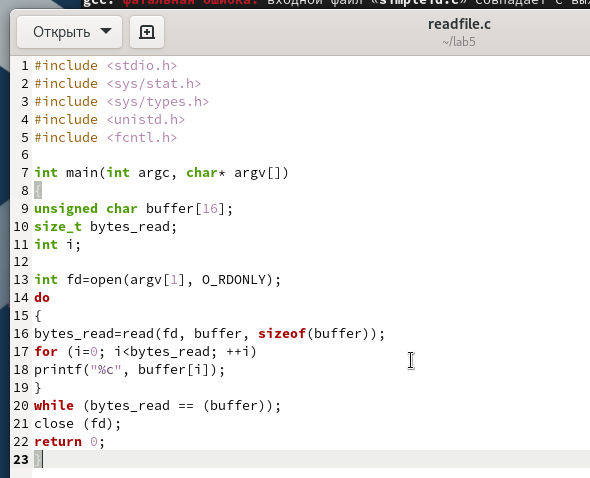 gcc: фатальная ошибка: входной файл «simpleid.c» совпадает с вых
Открыть
readfile.c
~/lab5
1 #include <stdio.h>
2 #include <sys/stat.h>
3 #include <sys/types.h>
4 #include <unistd.h>
5 #include <fcntl.h>
6
7 int main(int argc, char* argv[])
8 {
9 unsigned char buffer[16];
10 size_t bytes_read;
11 int i;
12
13 int fd=open(argv[1], O_RDONLY);
14 do
15 {
16 bytes_read=read(fd, buffer, sizeof(buffer));
17 for (i=0; i<bytes_read; ++i)
18 printf("%c", buffer[i]);
19 }
20 while (bytes_read == (buffer));
21 close (fd);
22 return 0;
23 }